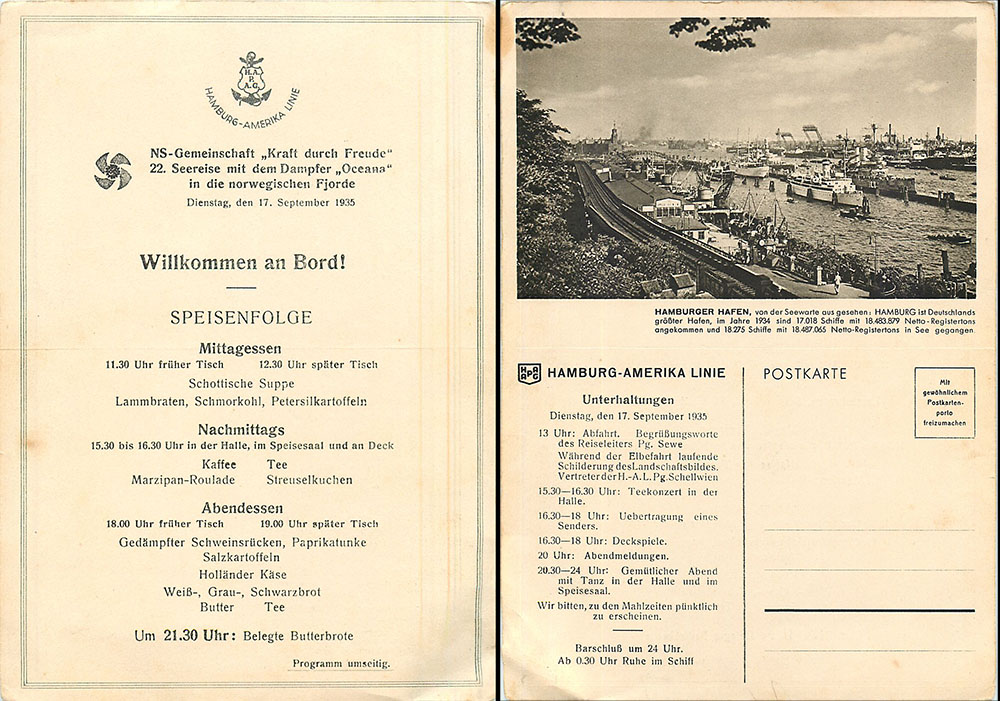 H.A.
P.
A.G.
HAMBURG-AMERIKA LINIE
NS-Gemeinschaft „Kraft durch Freude“
22. Seereise mit dem Dampfer „Oceana“
in die norwegischen Fjorde
Dienstag, den 17. September 1935
Willkommen an Bord!
SPEISENFOLGE
Mittagessen
11.30 Uhr früher Tisch 12.30 Uhr später Tisch
Schottische Suppe
Lammbraten, Schmorkohl, Petersilkartoffeln
Nachmittags
15.30 bis 16.30 Uhr in der Halle, im Speisesaal und an Deck
Kaffee Tee
Marzipan-Roulade Streuselkuchen
Abendessen
18.00 Uhr früher Tisch 19.00 Uhr später Tisch
Gedämpfter Schweinsrücken, Paprikatunke
Salzkartoffeln
Holländer Käse
Weiß-, Grau-, Schwarzbrot
Butter Tee
Um 21.30 Uhr: Belegte Butterbrote
Programm umseitig.
HAMBURGER HAFEN, von der Seewarte aus gesehen: HAMBURG ist Deutschlands
größter Hafen, im Jahre 1934 sind 17.018 Schiffe mit 18.483.879 Netto-Registertons
angekommen und 18.275 Schiffe mit 18.487.065 Netto-Registertons in See gegangen.
HAPAG
HAMBURG-AMERIKA LINIE
Unterhaltungen
Dienstag, den 17. September 1935
13 Uhr: Abfahrt. Begrüßungsworte
des Reiseleiters Pg. Sewe
Während der Elbefahrt laufende
Schilderung des Landschaftsbildes.
Vertreter der H.-A.L. Pg. Schellwien
15.30—16.30 Uhr: Teekonzert in der
Halle.
16.30—18 Uhr: Uebertragung eines
Senders.
16.30—18 Uhr: Deckspiele.
20 Uhr: Abendmeldungen.
20.30—24 Uhr: Gemütlicher Abend
mit Tanz in der Halle und im
Speisesaal.
Wir bitten, zu den Mahlzeiten pünktlich
zu erscheinen.
Barschluß um 24 Uhr.
Ab 0.30 Uhr Ruhe im Schiff
POSTKARTE
Mit
gewöhnlichem
Postkarten-
porto
freizumachen